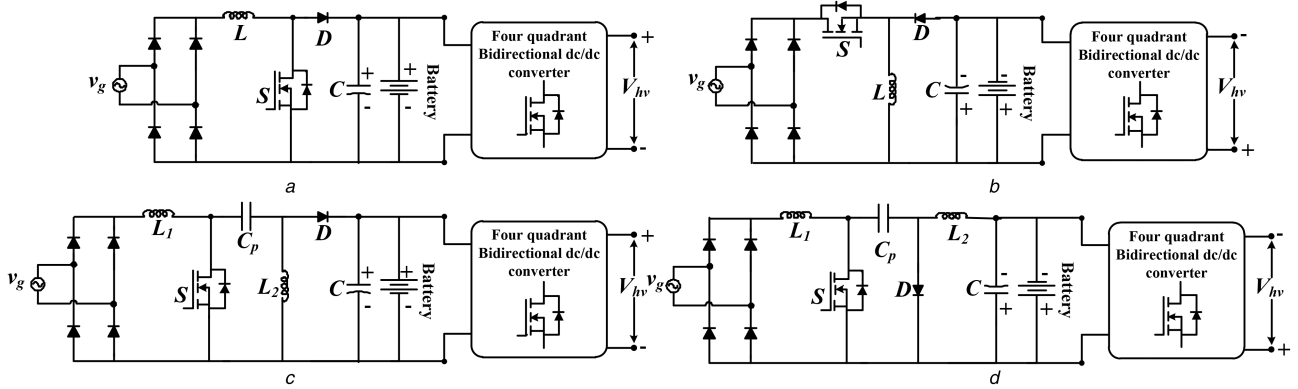 L
D
v_g
S
C
+
-
+
-
Battery
Four quadrant
Bidirectional dc/dc
converter
+
V_hv
-
a
S
D
v_g
L
C
-
+
-
+
Battery
Four quadrant
Bidirectional dc/dc
converter
-
V_hv
+
b
L_1
C_p
D
v_g
S
L_2
C
+
-
+
-
Battery
Four quadrant
Bidirectional dc/dc
converter
+
V_hv
-
c
L_1
C_p
L_2
v_g
S
D
C
-
+
-
+
Battery
Four quadrant
Bidirectional dc/dc
converter
-
V_hv
+
d